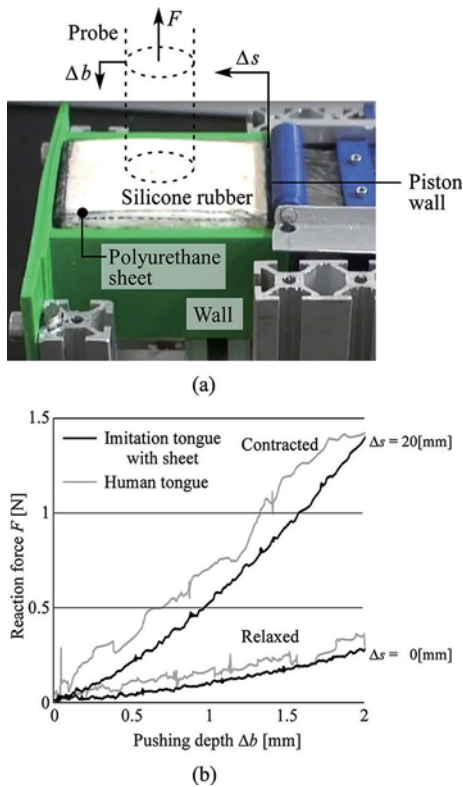 (a)
Probe
F
Δb
Δs
Silicone rubber
Piston
wall
Polyurethane
sheet
Wall
(a)
(b)
1.5
Imitation tongue
with sheet
Human tongue
Contracted
Δs = 20[mm]
Reaction force F [N]
1
0.5
Relaxed
Δs = 0[mm]
0
0
0.5
1
1.5
2
Pushing depth Δb [mm]
(b)